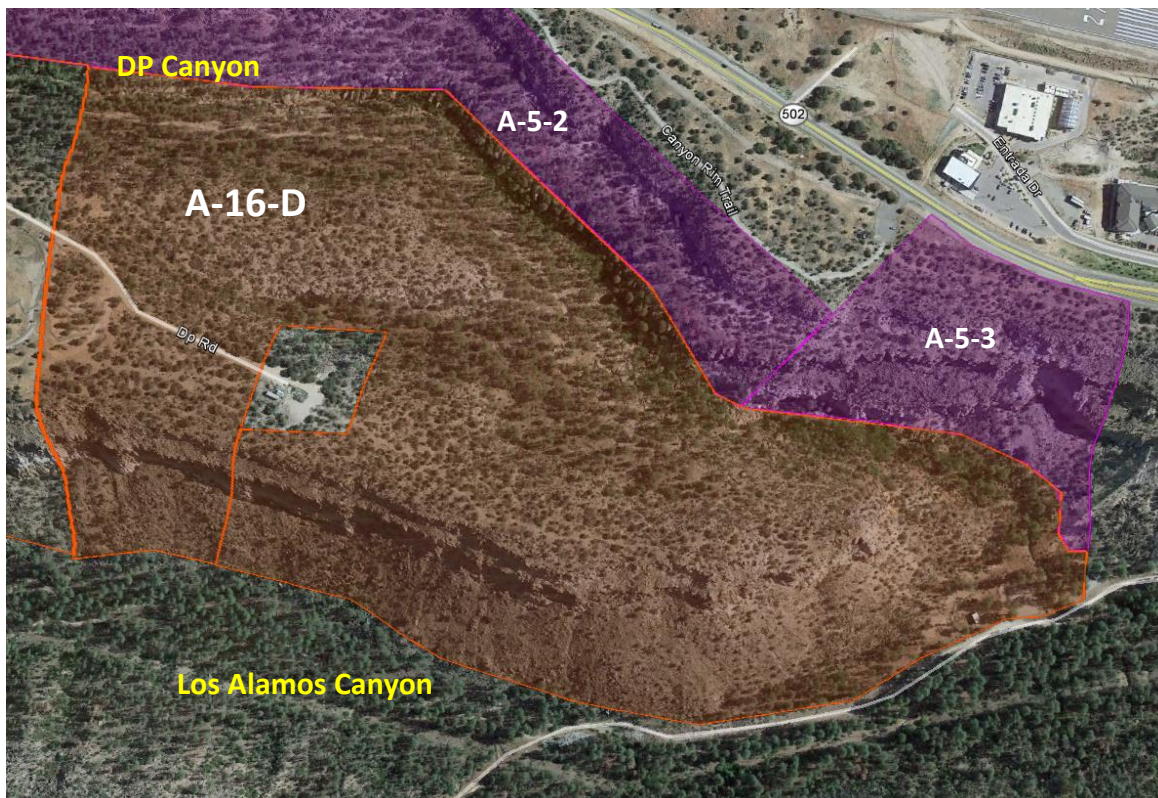 DP Canyon
A-5-2
502
Canyon Rim Trail
Entrada Dr
A-16-D
A-5-3
Dp Rd
Los Alamos Canyon